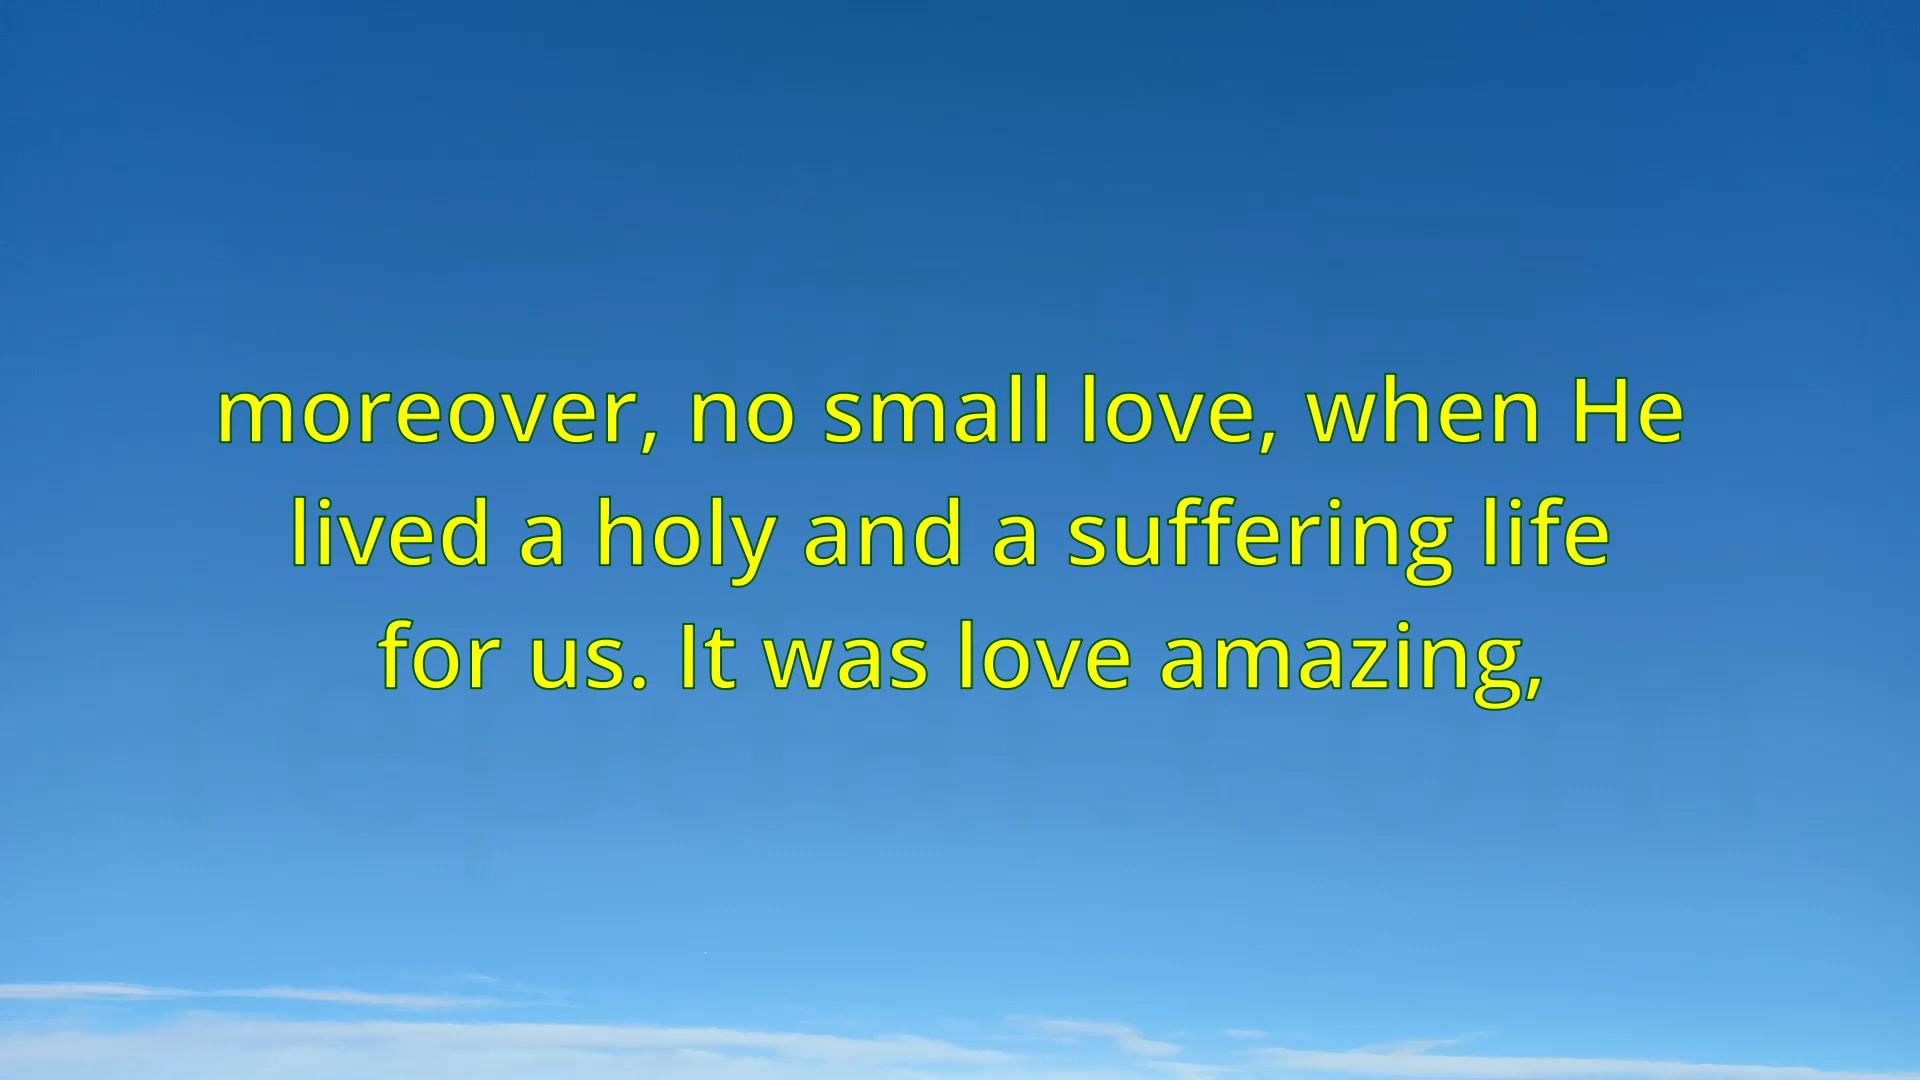 moreover, no small love, when He
lived a holy and a suffering life
for us. It was love amazing,